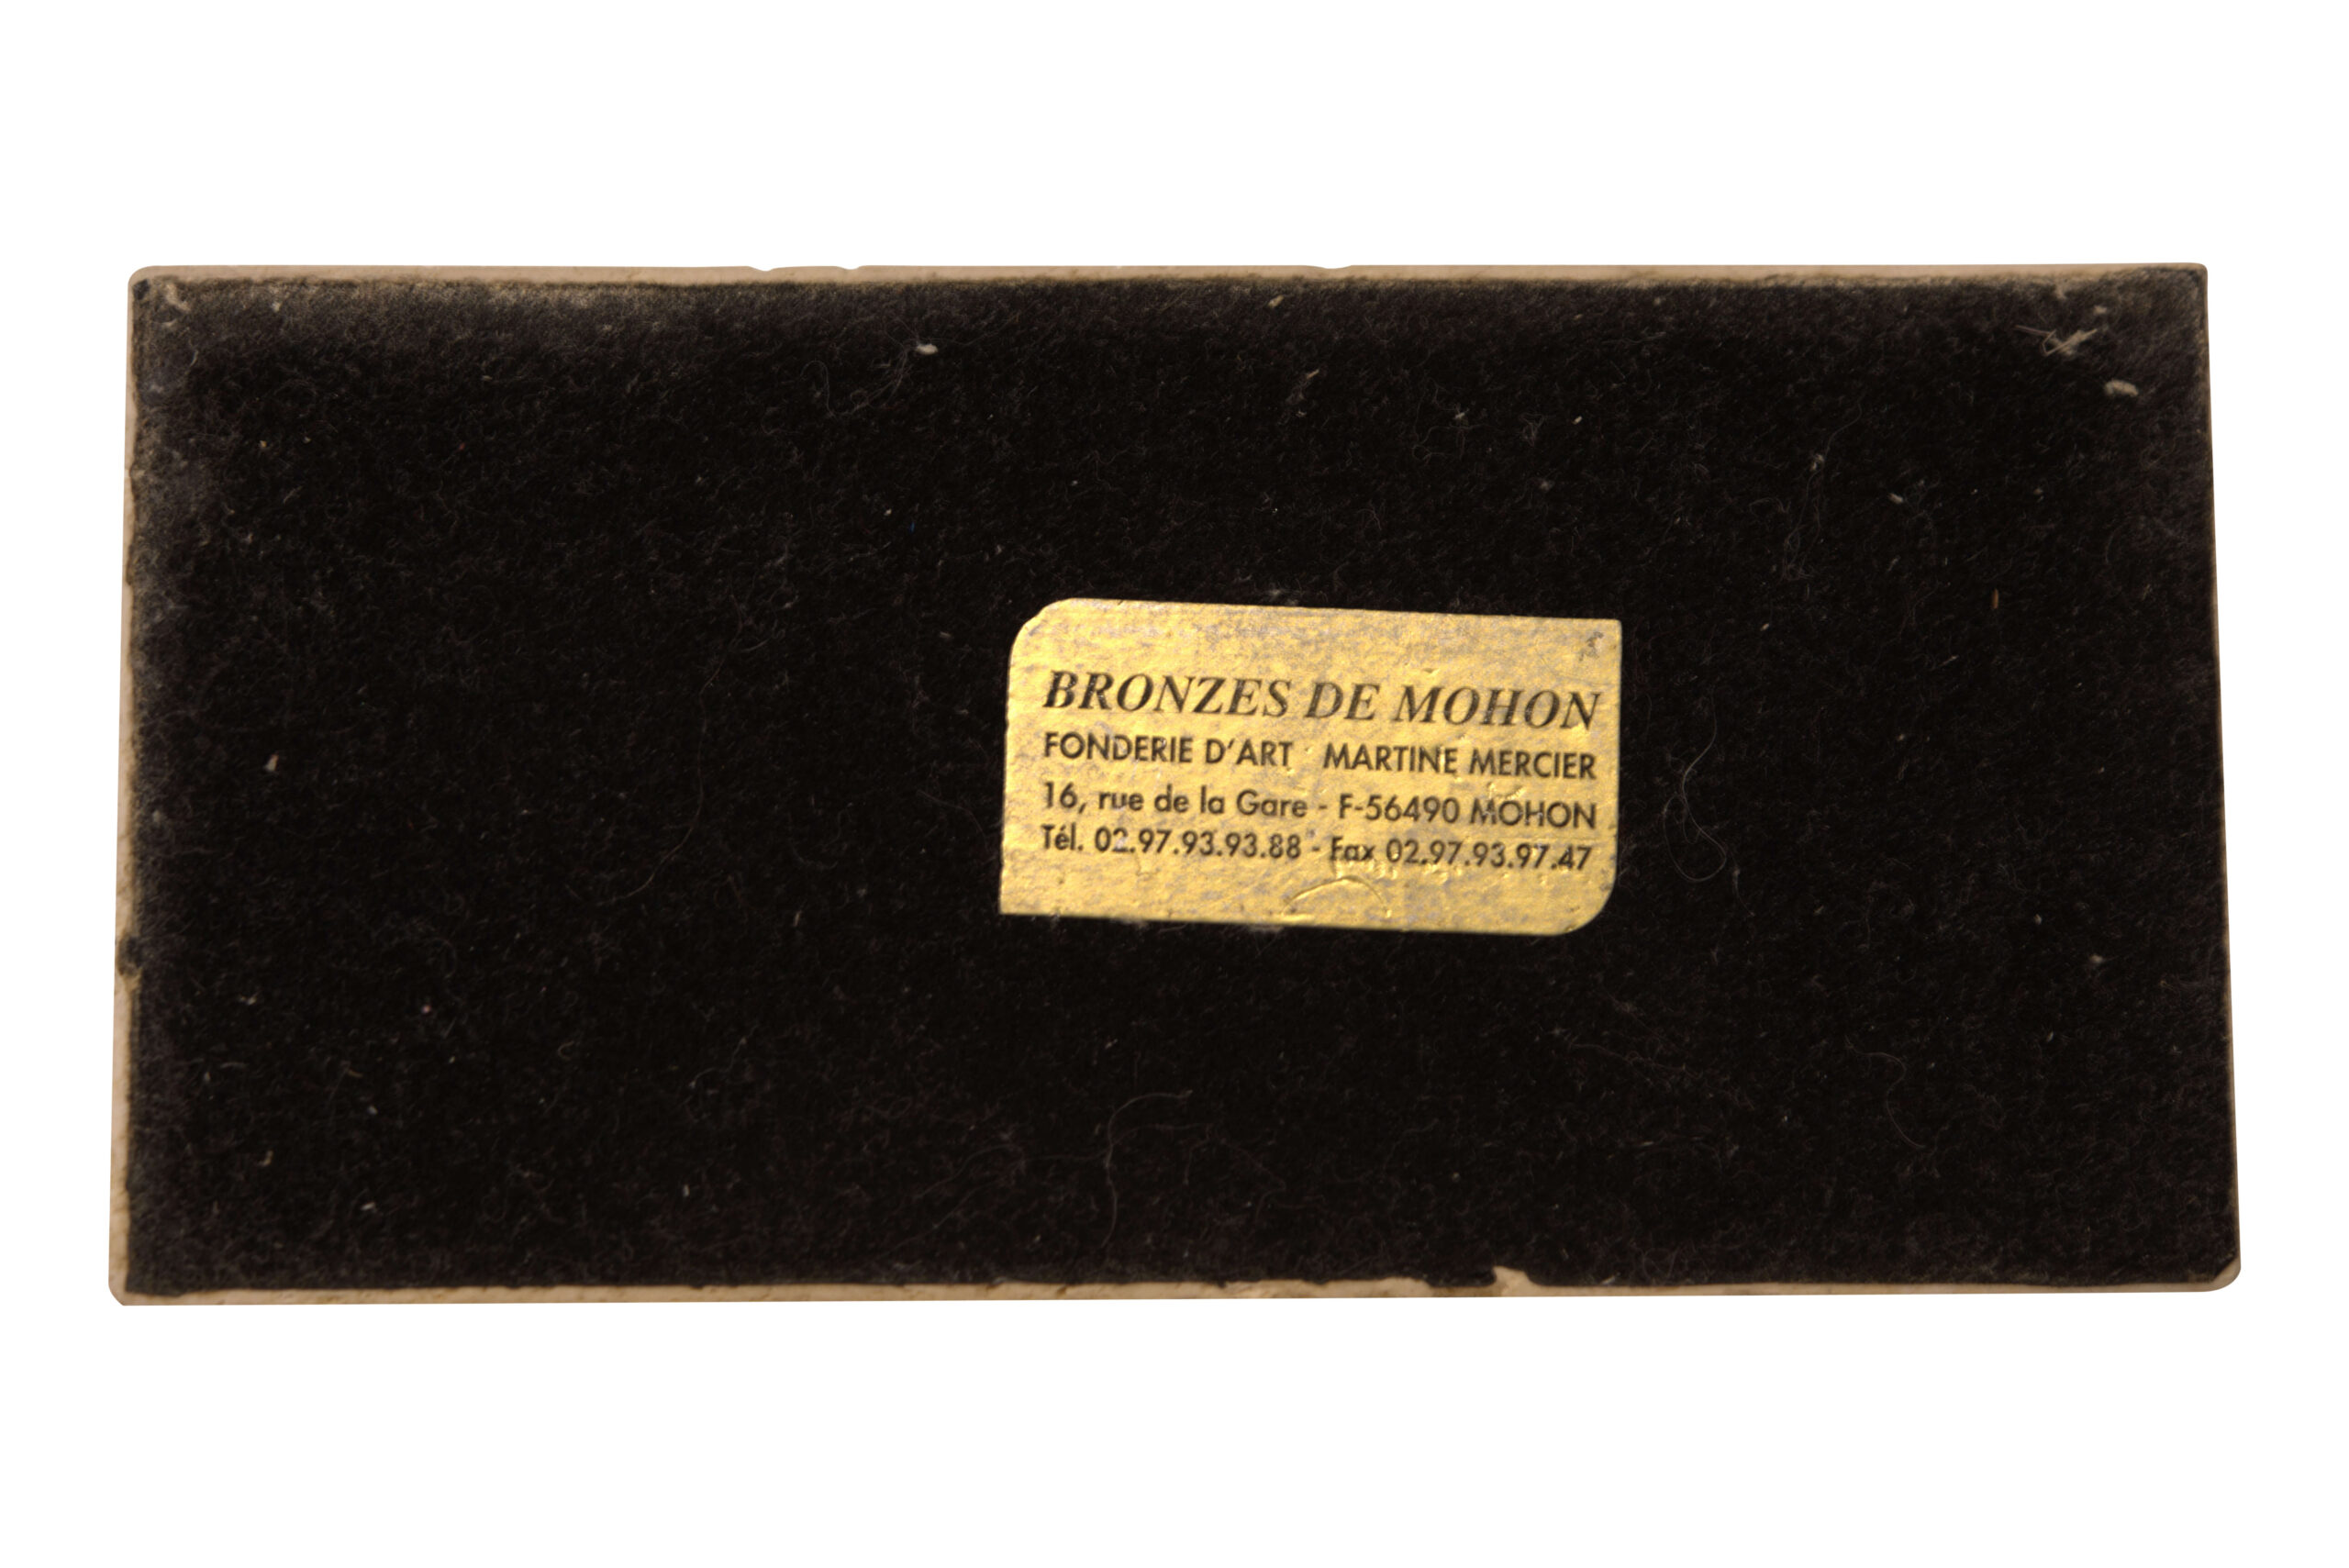 BRONZES DE MOHON
FONDERIE D'ART · MARTINE MERCIER
16, rue de la Gare - F-56490 MOHON
Tél. 02.97.93.93.88 - Fax 02.97.93.97.47